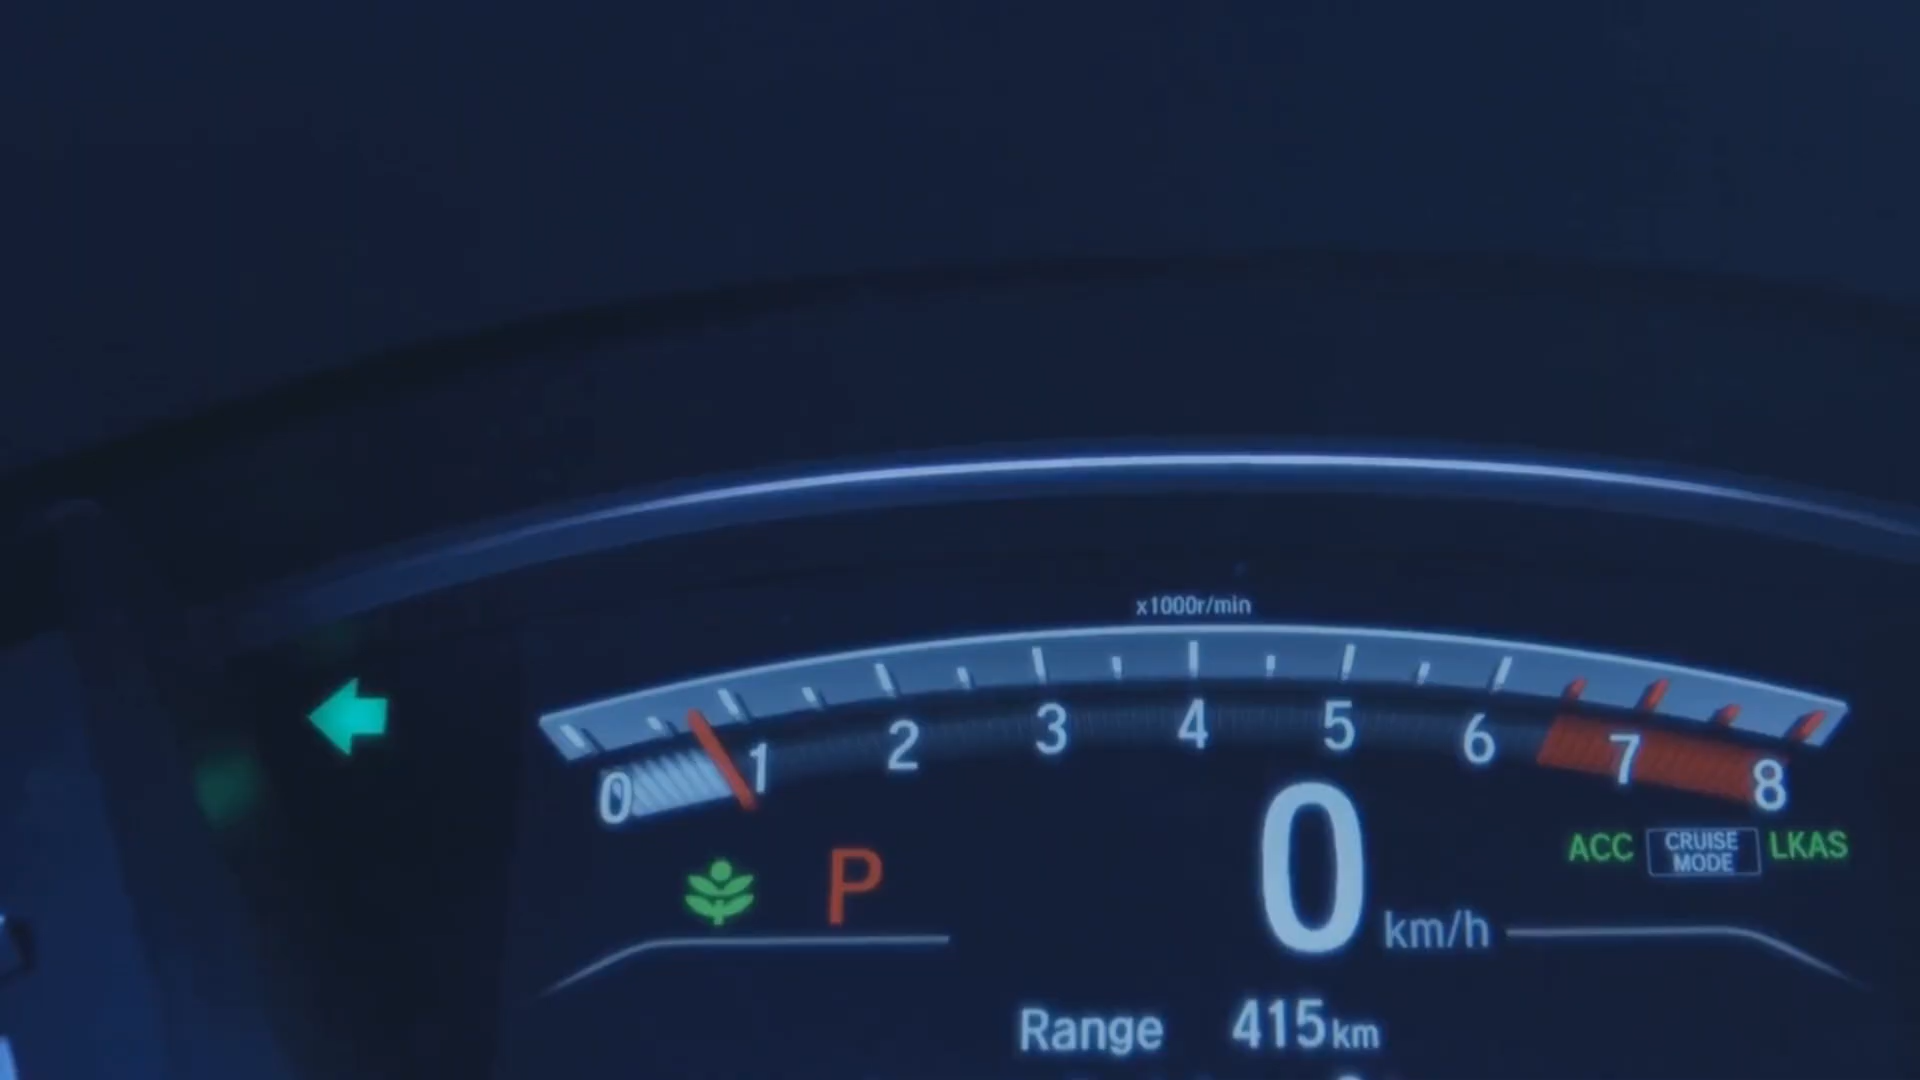 x1000r/min
0 1 2 3 4 5 6 7 8
P
0 km/h
ACC CRUISE MODE LKAS
Range 415km